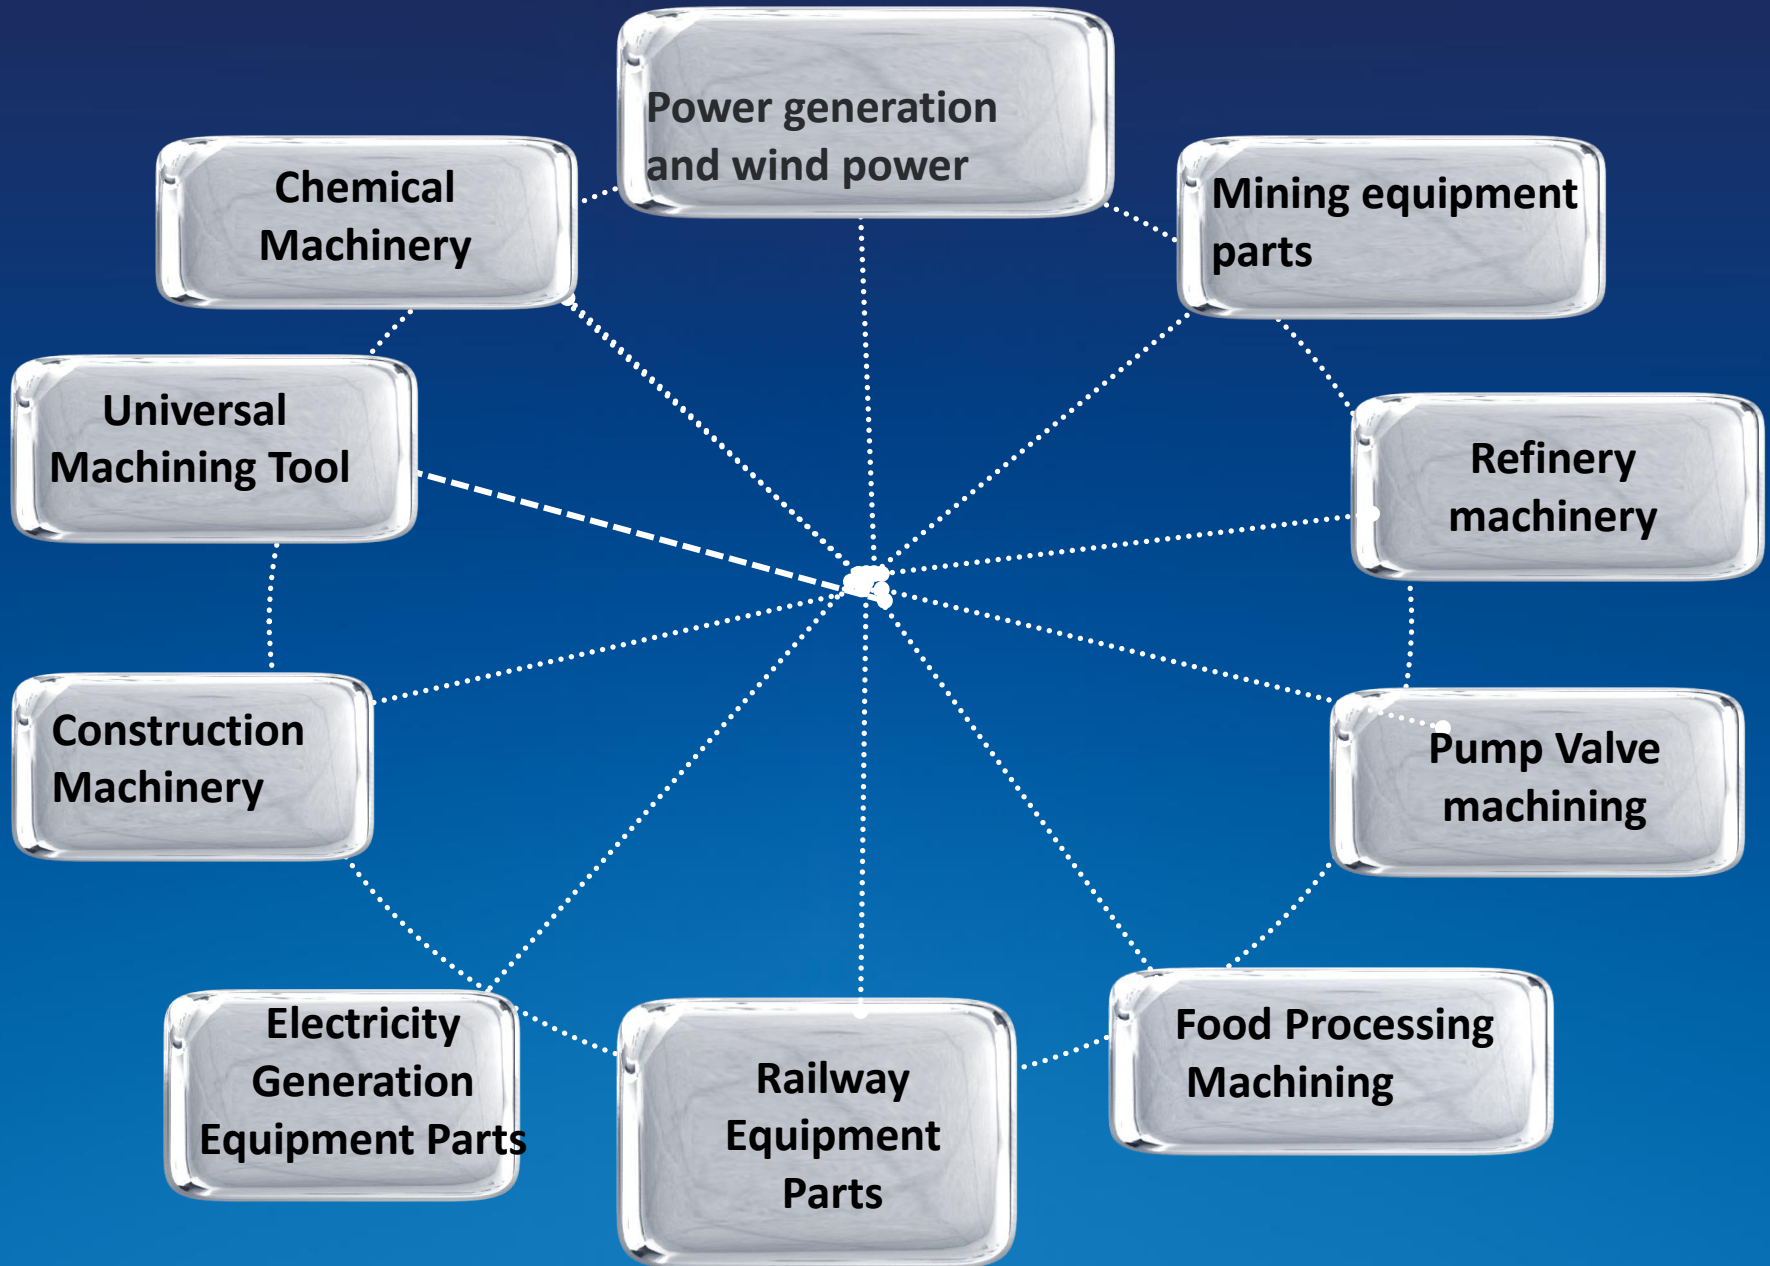 Power generation
and wind power
Chemical
Machinery
Mining equipment
parts
Universal
Machining Tool
Refinery
machinery
Construction
Machinery
Pump Valve
machining
Electricity
Generation
Equipment Parts
Railway
Equipment
Parts
Food Processing
Machining